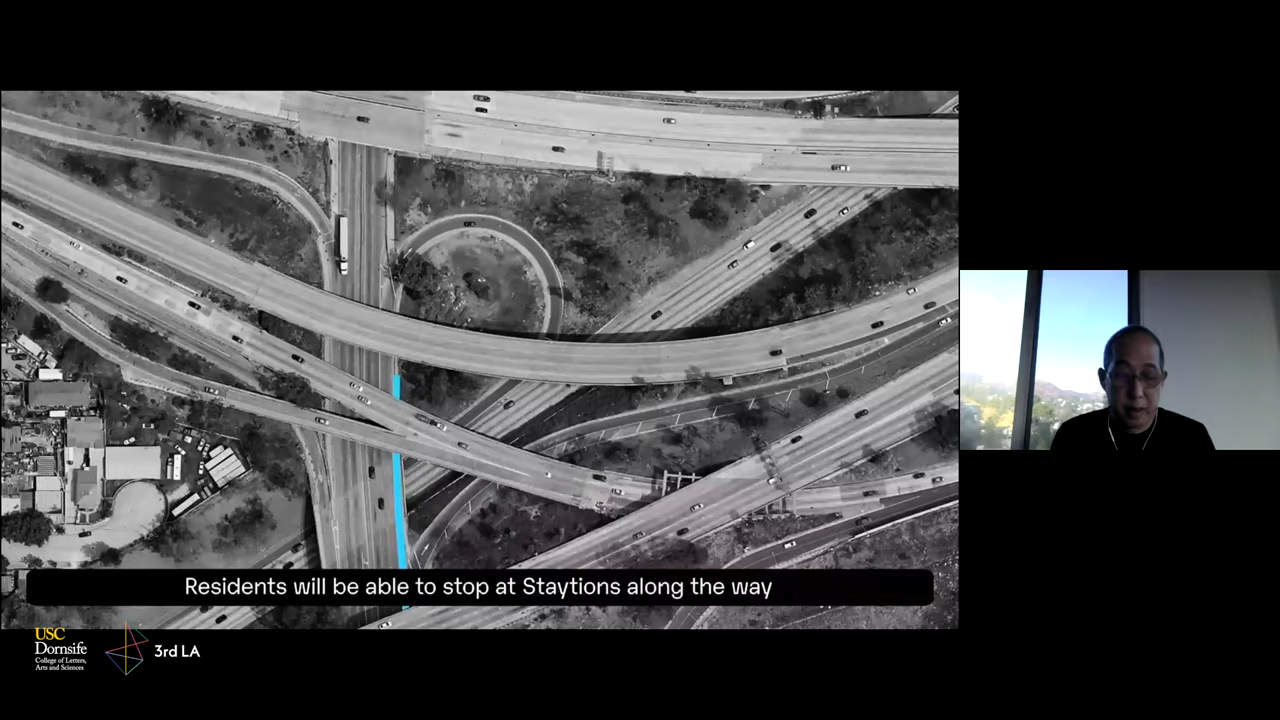 Residents will be able to stop at Staytions along the way
USC
Dornsife
College of Letters,
Arts and Sciences
3rd LA